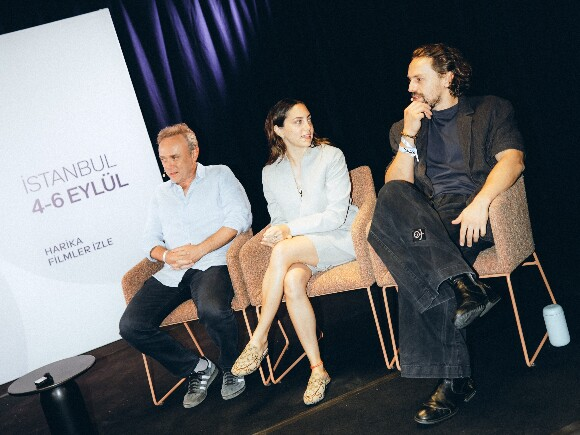 İSTANBUL
4-6 EYLÜL
HARİKA
FİLMLER İZLE